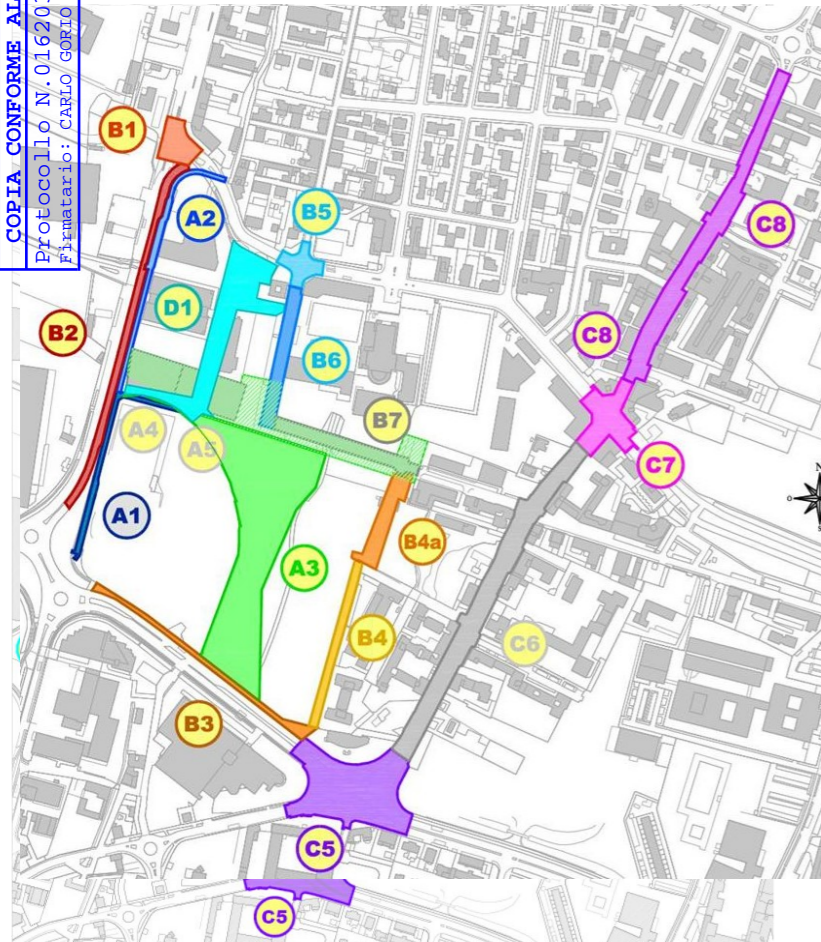 COPIA CONFORME AL
Protocollo N.016201
Firmatario: CARLO GORIO
B1
A2
B5
C8
D1
B2
C8
B6
A4
A5
B7
C7
N
O
S
A1
B4a
A3
B4
C6
B3
C5
C5